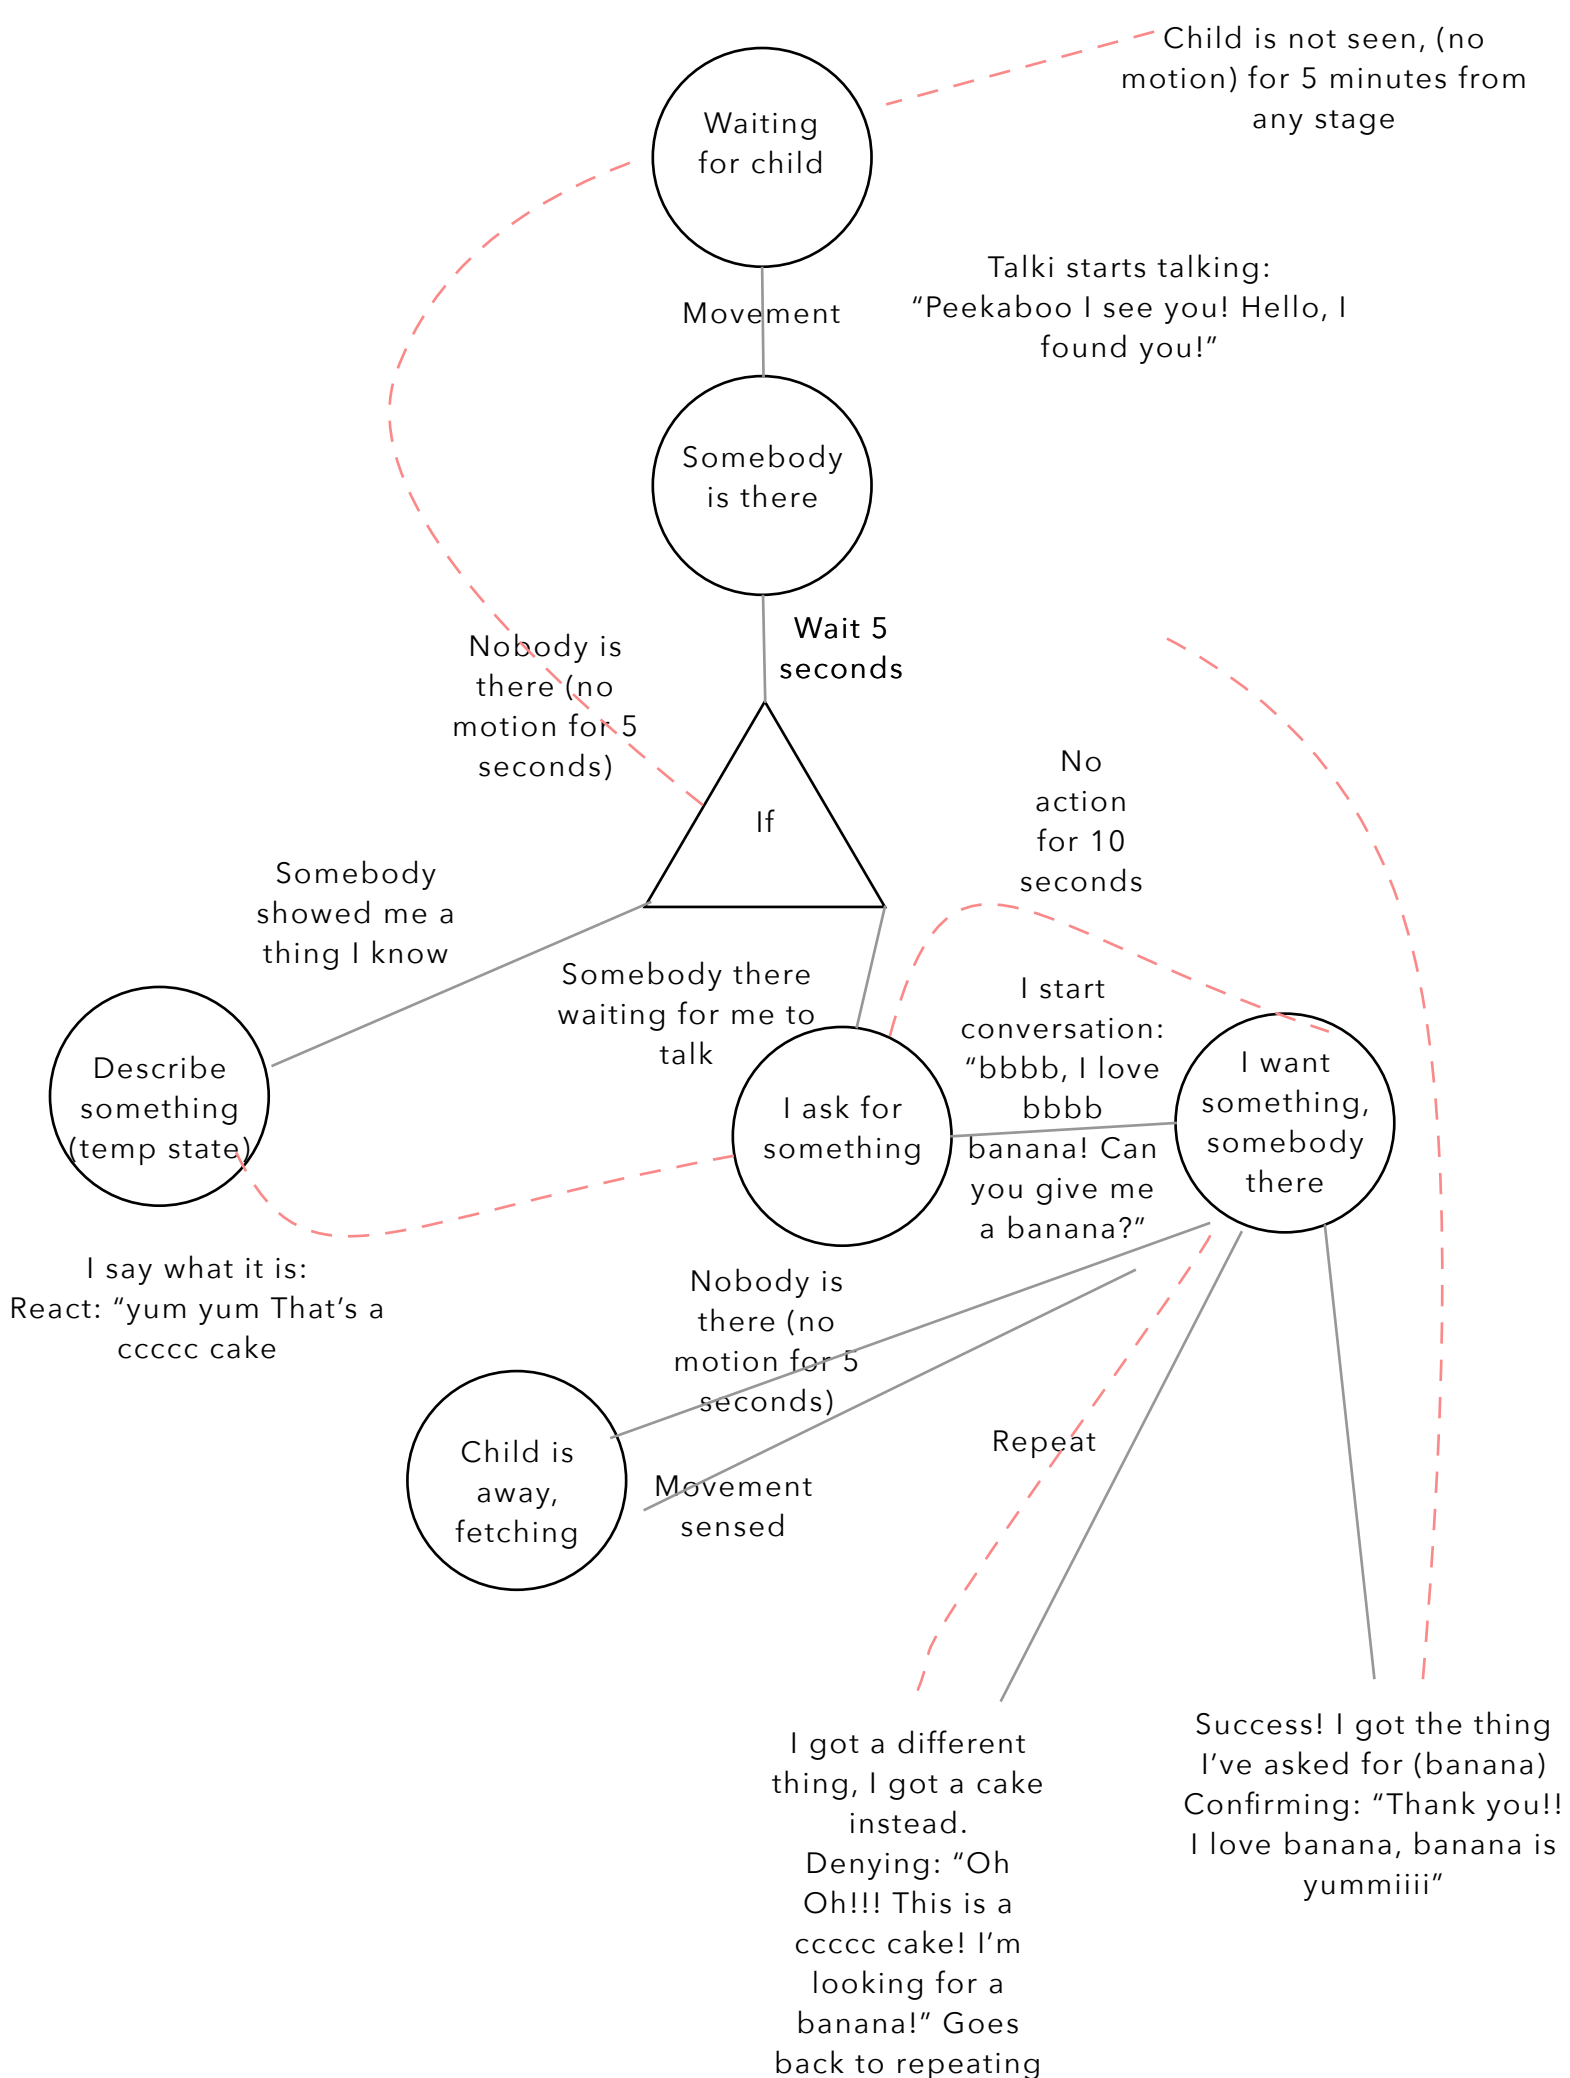 Child is not seen, (no
motion) for 5 minutes from
any stage
Waiting
for child
Talki starts talking:
“Peekaboo I see you! Hello, I
found you!”
Movement
Somebody
is there
Wait 5
seconds
Nobody is
there (no
motion for 5
seconds)
If
No
action
for 10
seconds
Somebody
showed me a
thing I know
Somebody there
waiting for me to
talk
I start
conversation:
“bbbb, I love
bbbb
banana! Can
you give me
a banana?”
Describe
something
(temp state)
I ask for
something
I want
something,
somebody
there
I say what it is:
React: “yum yum That’s a
ccccc cake
Nobody is
there (no
motion for 5
seconds)
Child is
away,
fetching
Movement
sensed
Repeat
I got a different
thing, I got a cake
instead.
Denying: “Oh
Oh!!! This is a
ccccc cake! I’m
looking for a
banana!” Goes
back to repeating
Success! I got the thing
I’ve asked for (banana)
Confirming: “Thank you!!
I love banana, banana is
yummiiii”